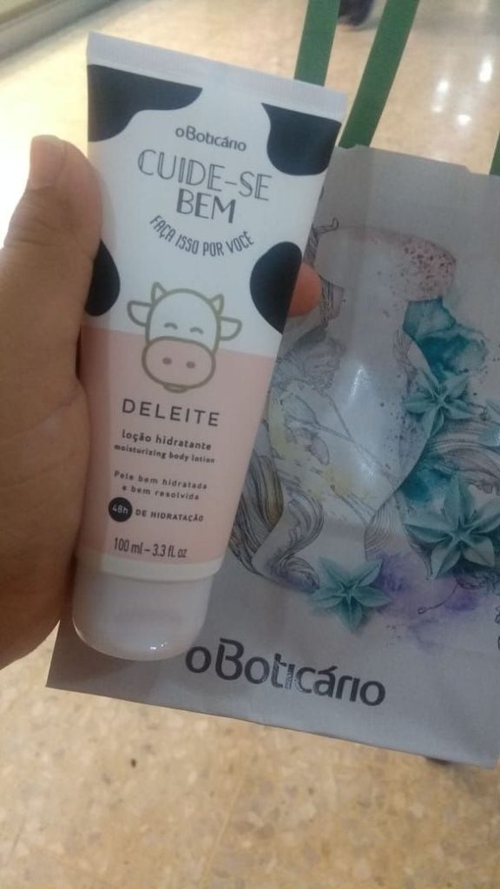 oBoticário
CUIDE-SE
BEM
FAÇA ISSO POR VOCÊ
DELEITE
loção hidratante
moisturizing body lotion
Pele bem hidratada
e bem resolvida
48h DE HIDRATAÇÃO
100 ml – 3.3 fl. oz
oBoticário